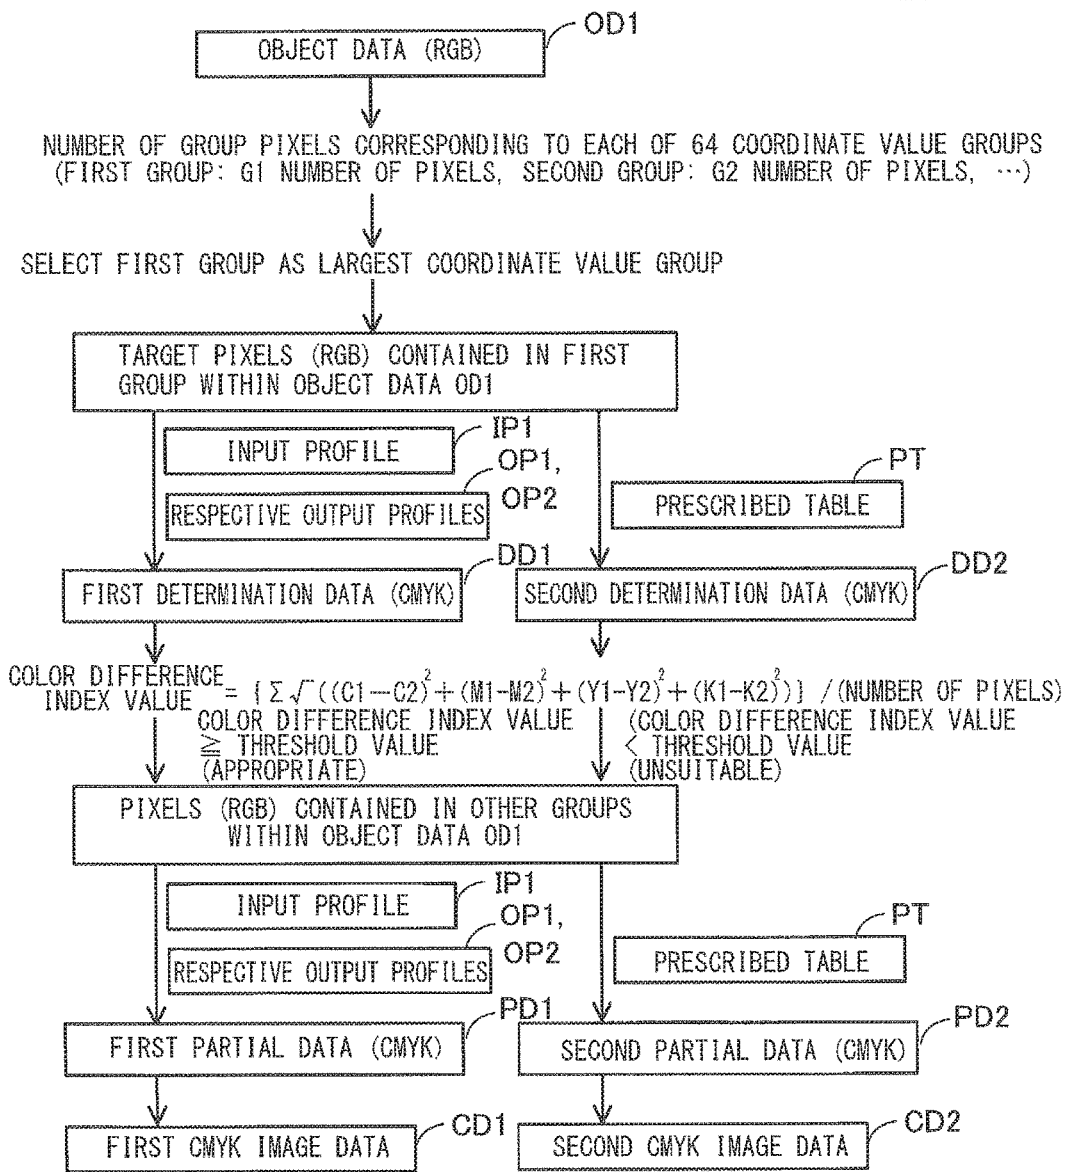 OD1
OBJECT DATA (RGB)
NUMBER OF GROUP PIXELS CORRESPONDING TO EACH OF 64 COORDINATE VALUE GROUPS
(FIRST GROUP: G1 NUMBER OF PIXELS, SECOND GROUP: G2 NUMBER OF PIXELS, ⋯)
SELECT FIRST GROUP AS LARGEST COORDINATE VALUE GROUP
TARGET PIXELS (RGB) CONTAINED IN FIRST
GROUP WITHIN OBJECT DATA OD1
IP1
INPUT PROFILE
OP1,
OP2
RESPECTIVE OUTPUT PROFILES
PT
PRESCRIBED TABLE
DD1
FIRST DETERMINATION DATA (CMYK)
DD2
SECOND DETERMINATION DATA (CMYK)
COLOR DIFFERENCE
INDEX VALUE = {Σ√((C1-C2)²+(M1-M2)²+(Y1-Y2)²+(K1-K2)²)} /(NUMBER OF PIXELS)
COLOR DIFFERENCE INDEX VALUE
≧ THRESHOLD VALUE
(APPROPRIATE)
(COLOR DIFFERENCE INDEX VALUE
< THRESHOLD VALUE
(UNSUITABLE)
PIXELS (RGB) CONTAINED IN OTHER GROUPS
WITHIN OBJECT DATA OD1
IP1
INPUT PROFILE
OP1,
OP2
RESPECTIVE OUTPUT PROFILES
PT
PRESCRIBED TABLE
PD1
FIRST PARTIAL DATA (CMYK)
PD2
SECOND PARTIAL DATA (CMYK)
CD1
FIRST CMYK IMAGE DATA
CD2
SECOND CMYK IMAGE DATA